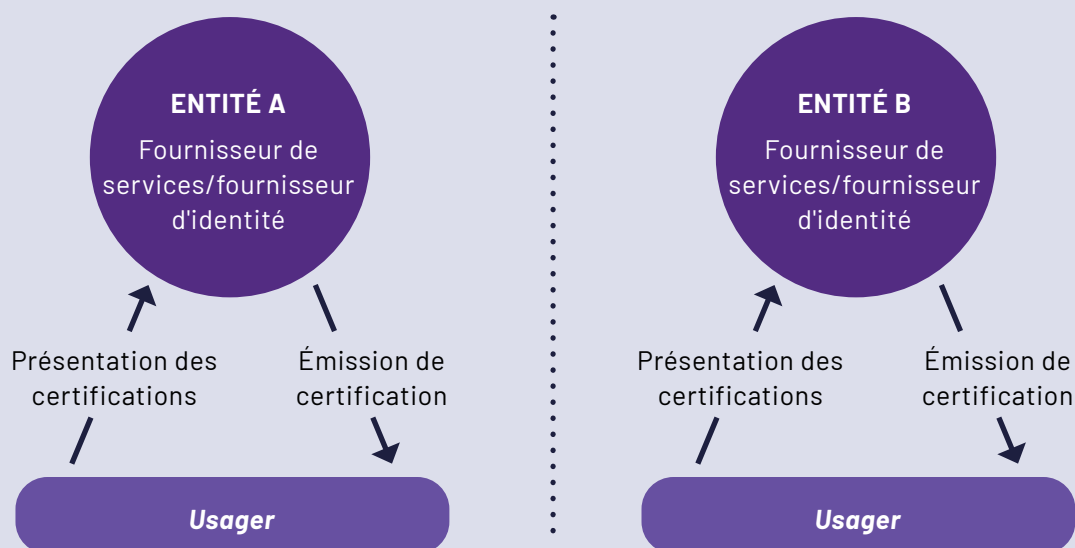 ENTITÉ A
Fournisseur de
services/fournisseur
d'identité
Présentation des
certifications
Émission de
certification
Usager
ENTITÉ B
Fournisseur de
services/fournisseur
d'identité
Présentation des
certifications
Émission de
certification
Usager